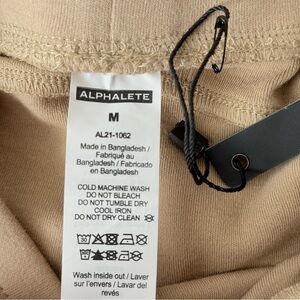 ALPHALETE
M
AL21-1062
Made in Bangladesh /
Fabriqué au
Bangladesh / Fabricado
en Bangladesh
COLD MACHINE WASH
DO NOT BLEACH
DO NOT TUMBLE DRY
COOL IRON
DO NOT DRY CLEAN
Wash inside out / Laver
sur l'envers / Lavar del
revés